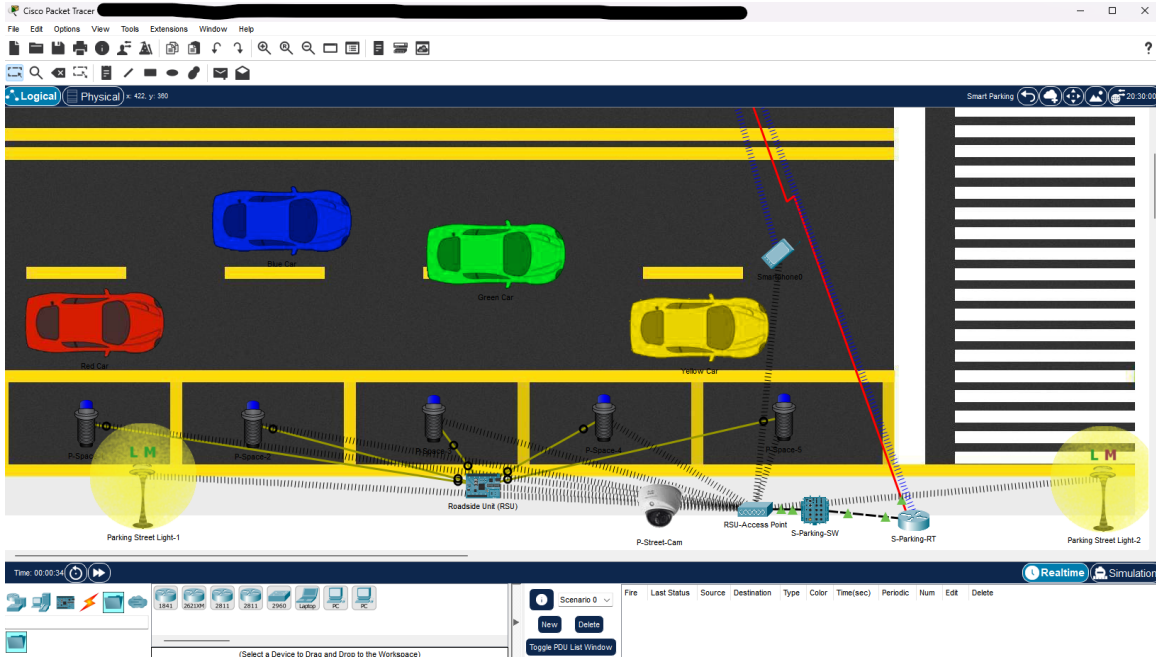 Cisco Packet Tracer
File Edit Options View Tools Extensions Window Help
?
Logical Physical x: 422, y: 360 Smart Parking 20:30:00
Blue Car
Green Car
Smartphone0
Red Car
Yellow Car
P-Space-2 P-Space-4 P-Space-5
L M
L M
Roadside Unit (RSU)
RSU-Access Point
S-Parking-SW
S-Parking-RT
Parking Street Light-1
P-Street-Cam
Parking Street Light-2
Time: 00:00:34 Realtime Simulation
1841 2621XM 2811 2811 2960 Laptop PC PC
Scenario 0
New Delete
Toggle PDU List Window
Fire Last Status Source Destination Type Color Time(sec) Periodic Num Edit Delete
(Select a Device to Drag and Drop to the Workspace)